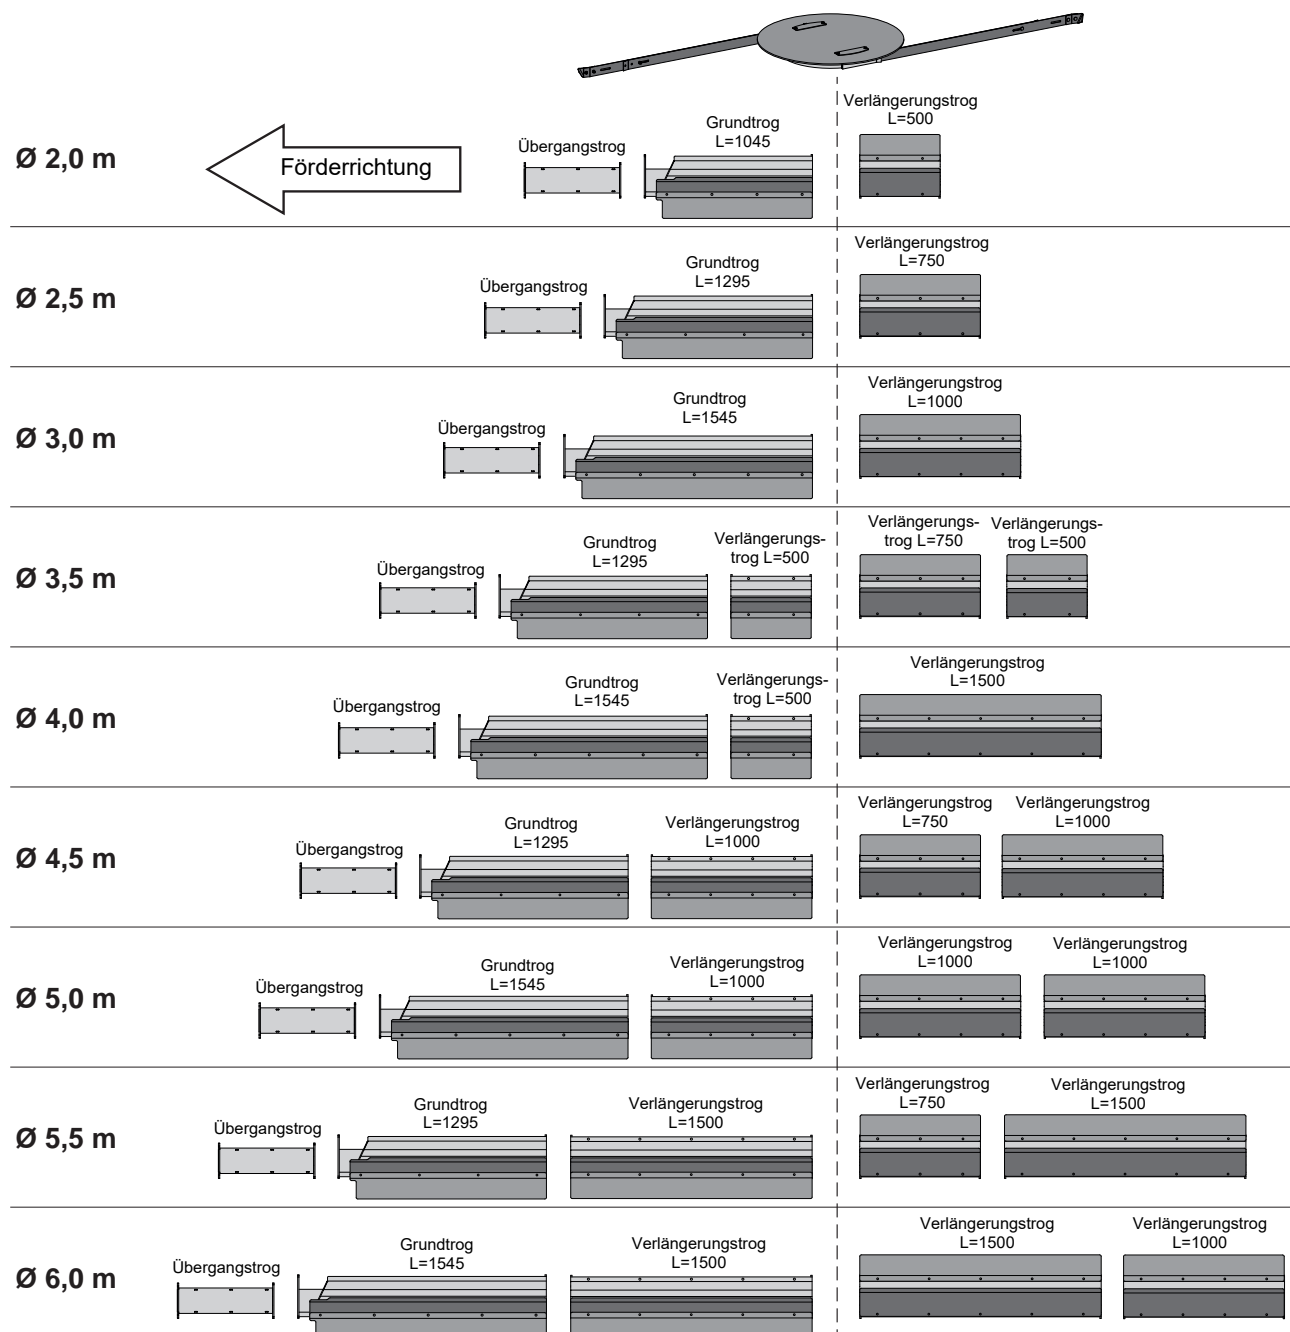 Verlängerungstrog
L=500
Grundtrog
L=1045
Übergangstrog
Förderrichtung
Ø 2,0 m
Verlängerungstrog
L=750
Grundtrog
L=1295
Übergangstrog
Ø 2,5 m
Verlängerungstrog
L=1000
Grundtrog
L=1545
Übergangstrog
Ø 3,0 m
Verlängerungs-
trog L=750
Verlängerungs-
trog L=500
Grundtrog
L=1295
Verlängerungs-
trog L=500
Übergangstrog
Ø 3,5 m
Verlängerungstrog
L=1500
Grundtrog
L=1545
Verlängerungs-
trog L=500
Übergangstrog
Ø 4,0 m
Verlängerungstrog
L=750
Verlängerungstrog
L=1000
Grundtrog
L=1295
Verlängerungstrog
L=1000
Übergangstrog
Ø 4,5 m
Verlängerungstrog
L=1000
Verlängerungstrog
L=1000
Grundtrog
L=1545
Verlängerungstrog
L=1000
Übergangstrog
Ø 5,0 m
Verlängerungstrog
L=750
Verlängerungstrog
L=1500
Grundtrog
L=1295
Verlängerungstrog
L=1500
Übergangstrog
Ø 5,5 m
Verlängerungstrog
L=1500
Verlängerungstrog
L=1000
Grundtrog
L=1545
Verlängerungstrog
L=1500
Übergangstrog
Ø 6,0 m